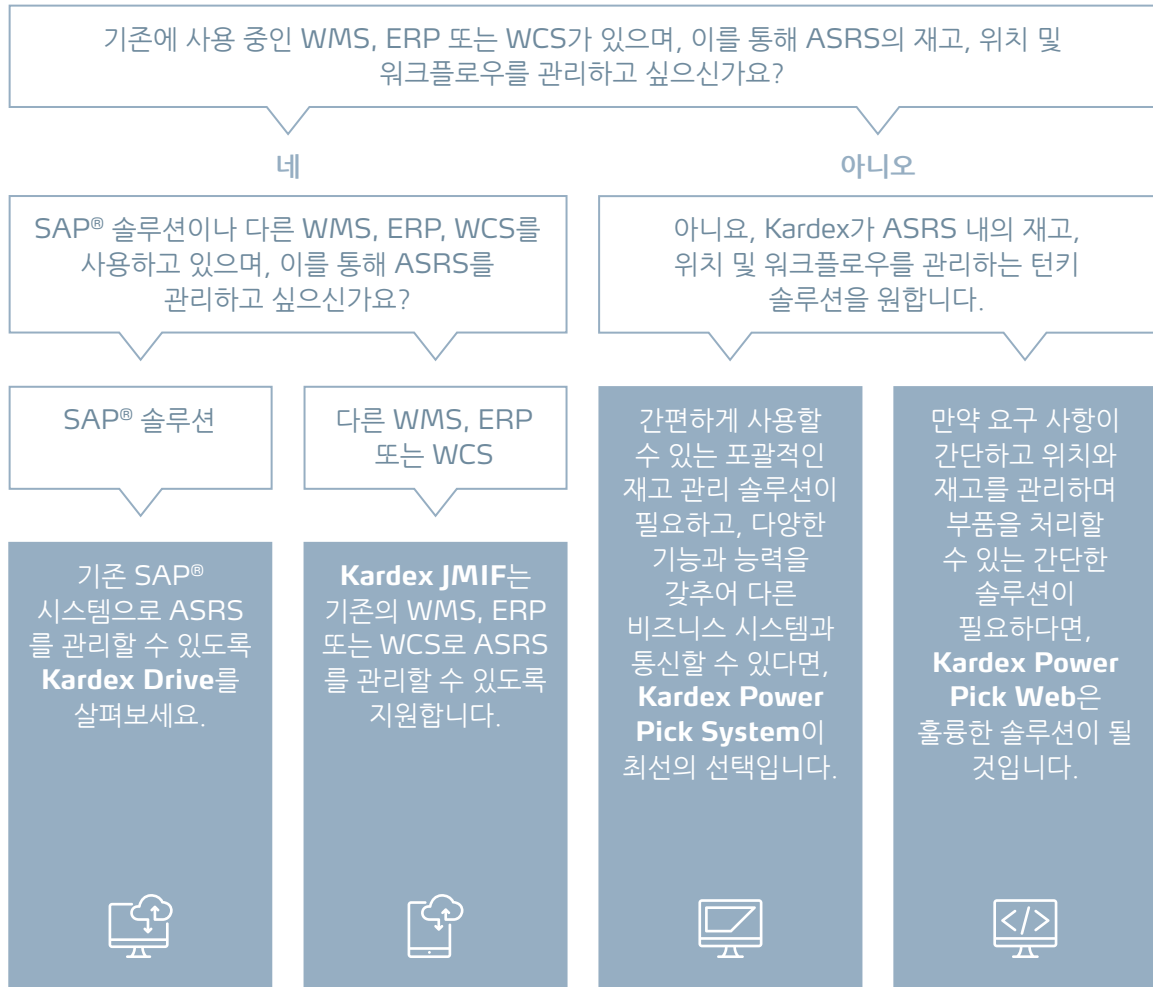 기존에 사용 중인 WMS, ERP 또는 WCS가 있으며, 이를 통해 ASRS의 재고, 위치 및
워크플로우를 관리하고 싶으신가요?
네
아니오
SAP® 솔루션이나 다른 WMS, ERP, WCS를
사용하고 있으며, 이를 통해 ASRS를
관리하고 싶으신가요?
아니요, Kardex가 ASRS 내의 재고,
위치 및 워크플로우를 관리하는 턴키
솔루션을 원합니다.
SAP® 솔루션
다른 WMS, ERP
또는 WCS
기존 SAP®
시스템으로 ASRS
를 관리할 수 있도록
Kardex Drive를
살펴보세요.
Kardex JMIF는
기존의 WMS, ERP
또는 WCS로 ASRS
를 관리할 수 있도록
지원합니다.
간편하게 사용할
수 있는 포괄적인
재고 관리 솔루션이
필요하고, 다양한
기능과 능력을
갖추어 다른
비즈니스 시스템과
통신할 수 있다면,
Kardex Power
Pick System이
최선의 선택입니다.
만약 요구 사항이
간단하고 위치와
재고를 관리하며
부품을 처리할
수 있는 간단한
솔루션이
필요하다면,
Kardex Power
Pick Web은
훌륭한 솔루션이 될
것입니다.